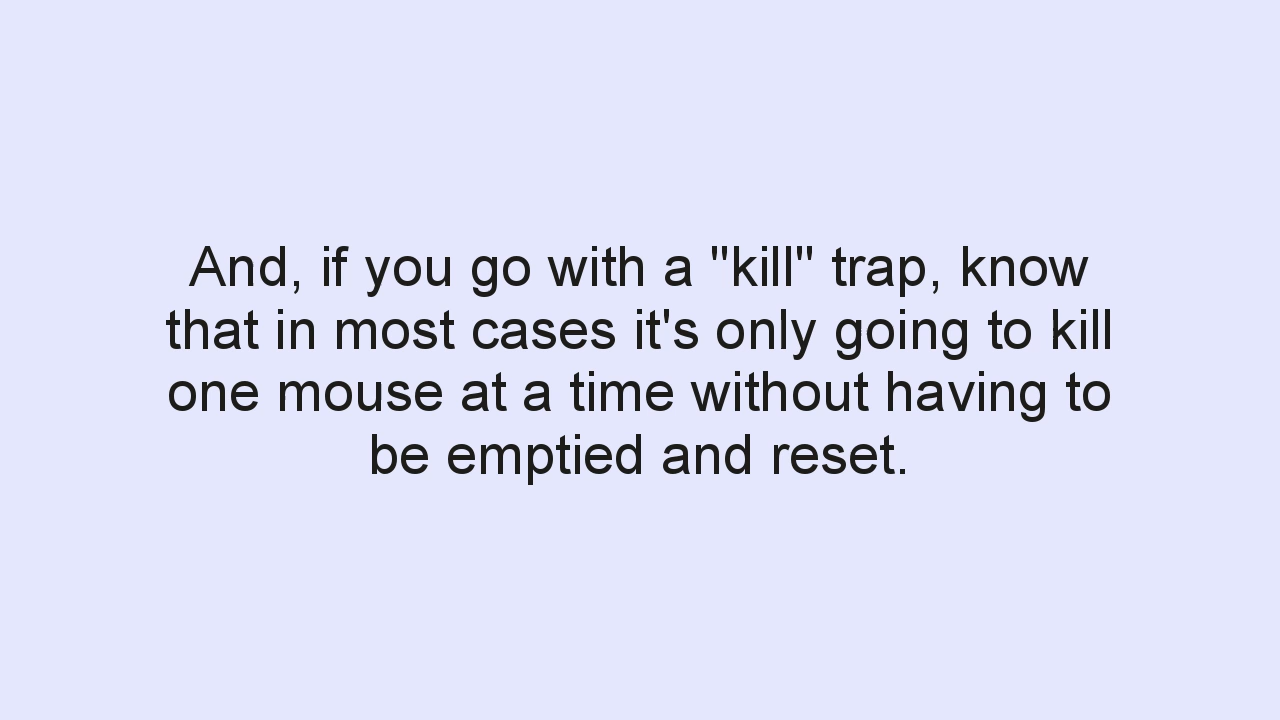 And, if you go with a "kill" trap, know
that in most cases it's only going to kill
one mouse at a time without having to
be emptied and reset.